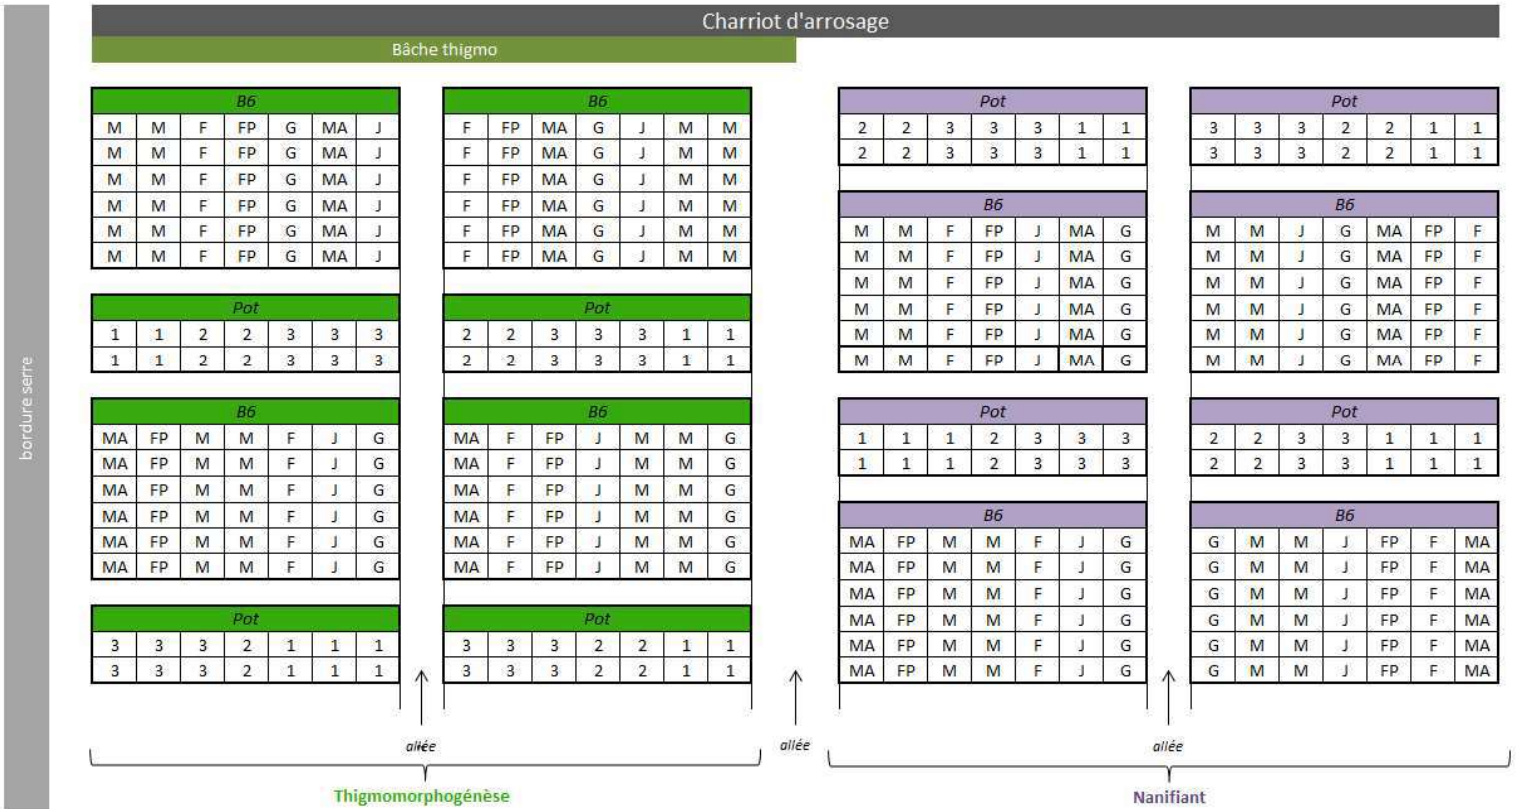 Charriot d'arrosage
Bâche thigmo
bordure serre
B6
M M F FP G MA J
M M F FP G MA J
M M F FP G MA J
M M F FP G MA J
M M F FP G MA J
M M F FP G MA J
Pot
1 1 2 2 3 3 3
1 1 2 2 3 3 3
B6
MA FP M M F J G
MA FP M M F J G
MA FP M M F J G
MA FP M M F J G
MA FP M M F J G
MA FP M M F J G
Pot
3 3 3 2 1 1 1
3 3 3 2 1 1 1
B6
F FP MA G J M M
F FP MA G J M M
F FP MA G J M M
F FP MA G J M M
F FP MA G J M M
F FP MA G J M M
Pot
2 2 3 3 3 1 1
2 2 3 3 3 1 1
B6
MA F FP J M M G
MA F FP J M M G
MA F FP J M M G
MA F FP J M M G
MA F FP J M M G
MA F FP J M M G
Pot
3 3 3 2 2 1 1
3 3 3 2 2 1 1
Pot
2 2 3 3 3 1 1
2 2 3 3 3 1 1
B6
M M F FP J MA G
M M F FP J MA G
M M F FP J MA G
M M F FP J MA G
M M F FP J MA G
M M F FP J MA G
Pot
1 1 1 2 3 3 3
1 1 1 2 3 3 3
B6
MA FP M M F J G
MA FP M M F J G
MA FP M M F J G
MA FP M M F J G
MA FP M M F J G
MA FP M M F J G
Pot
3 3 3 2 2 1 1
3 3 3 2 2 1 1
B6
M M J G MA FP F
M M J G MA FP F
M M J G MA FP F
M M J G MA FP F
M M J G MA FP F
M M J G MA FP F
Pot
2 2 3 3 1 1 1
2 2 3 3 1 1 1
B6
G M M J FP F MA
G M M J FP F MA
G M M J FP F MA
G M M J FP F MA
G M M J FP F MA
G M M J FP F MA
allée
allée
allée
Thigmomorphogénèse
Nanifiant